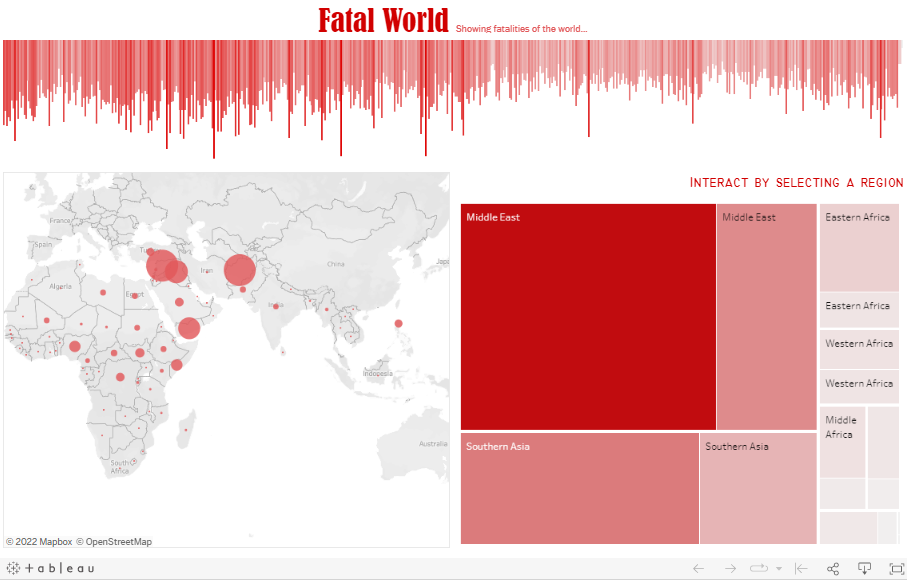 Fatal World
Showing fatalities of the world...
INTERACT BY SELECTING A REGION
France
Spain
Algeria
Egypt
Iran
China
India
Indonesia
Australia
South
Africa
© 2022 Mapbox © OpenStreetMap
Middle East
Middle East
Southern Asia
Southern Asia
Eastern Africa
Eastern Africa
Western Africa
Western Africa
Middle
Africa
+ableau